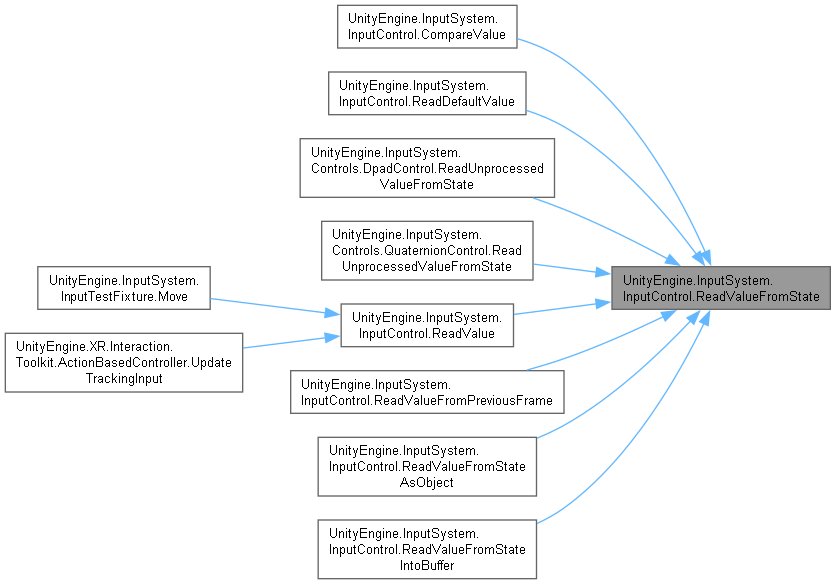 UnityEngine.InputSystem.
InputControl.CompareValue
UnityEngine.InputSystem.
InputControl.ReadDefaultValue
UnityEngine.InputSystem.
Controls.DpadControl.ReadUnprocessed
ValueFromState
UnityEngine.InputSystem.
Controls.QuaternionControl.Read
UnprocessedValueFromState
UnityEngine.InputSystem.
InputControl.ReadValueFromState
UnityEngine.InputSystem.
InputTestFixture.Move
UnityEngine.InputSystem.
InputControl.ReadValue
UnityEngine.XR.Interaction.
Toolkit.ActionBasedController.Update
TrackingInput
UnityEngine.InputSystem.
InputControl.ReadValueFromPreviousFrame
UnityEngine.InputSystem.
InputControl.ReadValueFromState
AsObject
UnityEngine.InputSystem.
InputControl.ReadValueFromState
IntoBuffer